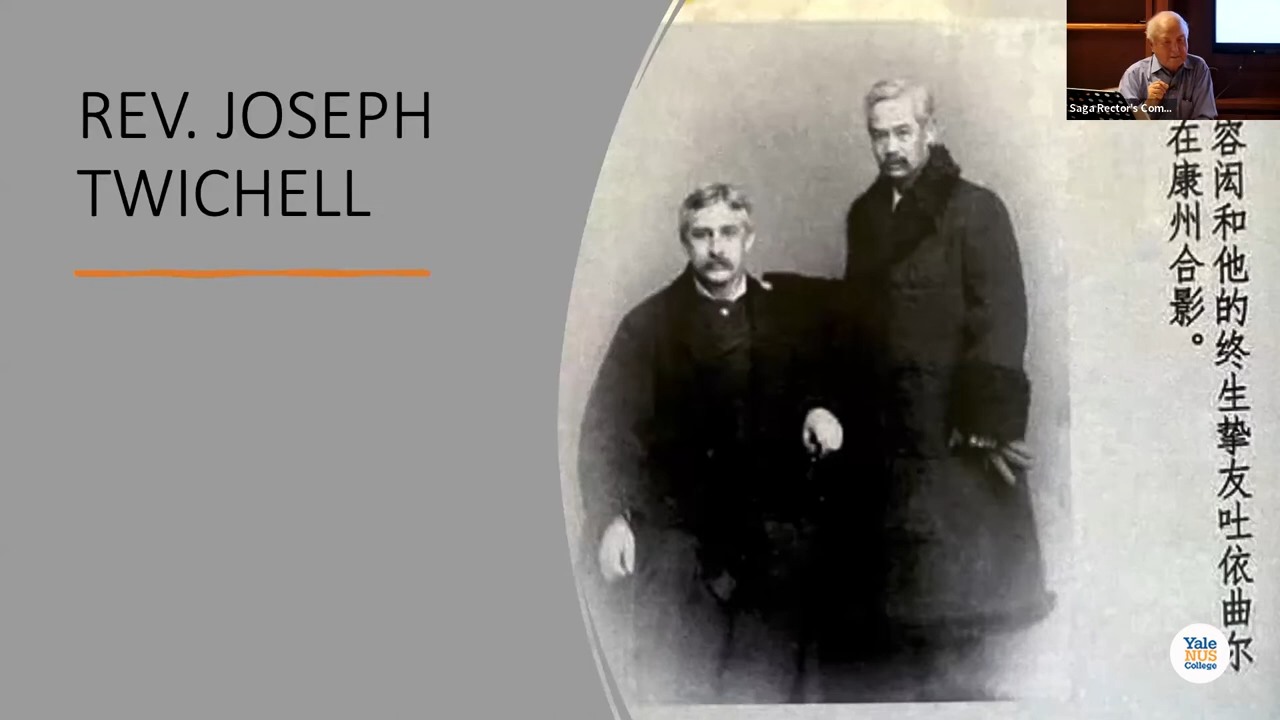 REV. JOSEPH
TWICHELL
Saga Rector's Com...
容闳和他的终生挚友吐依曲尔
在康州合影。
Yale
NUS
College